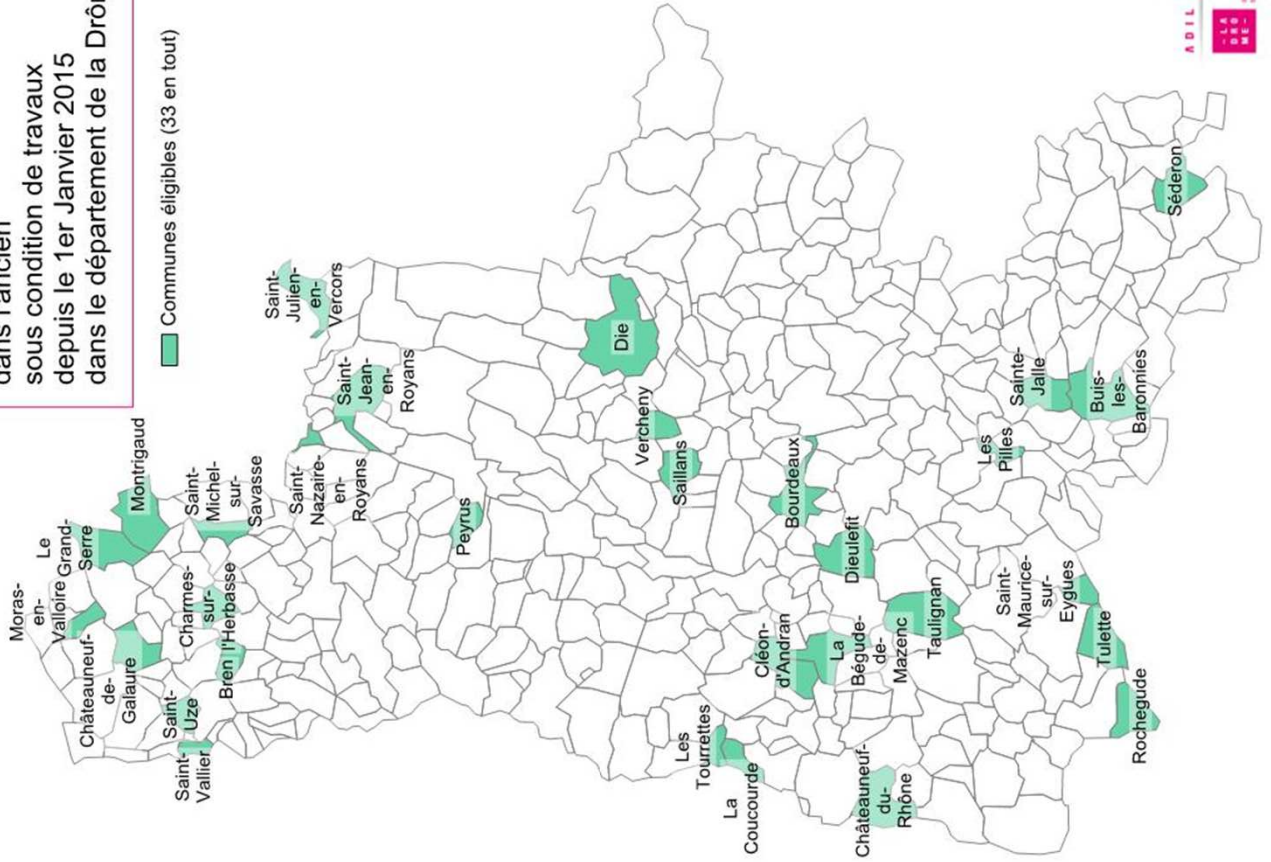 dans l'ancien
sous condition de travaux
depuis le 1er Janvier 2015
dans le département de la Drôm
Communes éligibles (33 en tout)
Moras-
en-
Valloire
Le
Grand-
Serre
Montrigaud
Châteauneuf-
de-
Galaure
Saint-
Uze
Saint-
Vallier
Charmes-
sur-
l'Herbasse
Bren
Saint-
Michel-
sur-
Savasse
Saint-
Nazaire-
en-
Royans
Saint-
Jean-
en-
Royans
Saint-
Julien-
en-
Vercors
Peyrus
Die
Vercheny
Saillans
Bourdeaux
Dieulefit
Les
Tourrettes
La
Coucourde
Cléon-
d'Andran
La
Bégude-
de-
Mazenc
Châteauneuf-
du-
Rhône
Taulignan
Les
Pilles
Sainte-
Jalle
Buis-
les-
Baronnies
Séderon
Saint-
Maurice-
sur-
Eygues
Tulette
Rochegude
ADIL
-LA
DRO
ME-